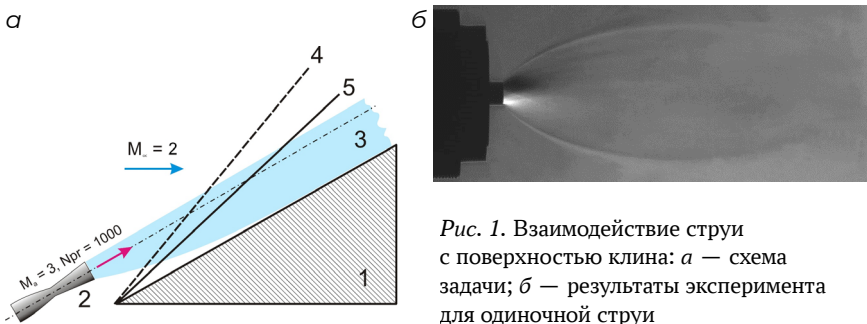 а
б
4
5
3
M∞ = 2
Mₐ = 3, Npr = 1000
2
1
Рис. 1. Взаимодействие струи
с поверхностью клина: а — схема
задачи; б — результаты эксперимента
для одиночной струи